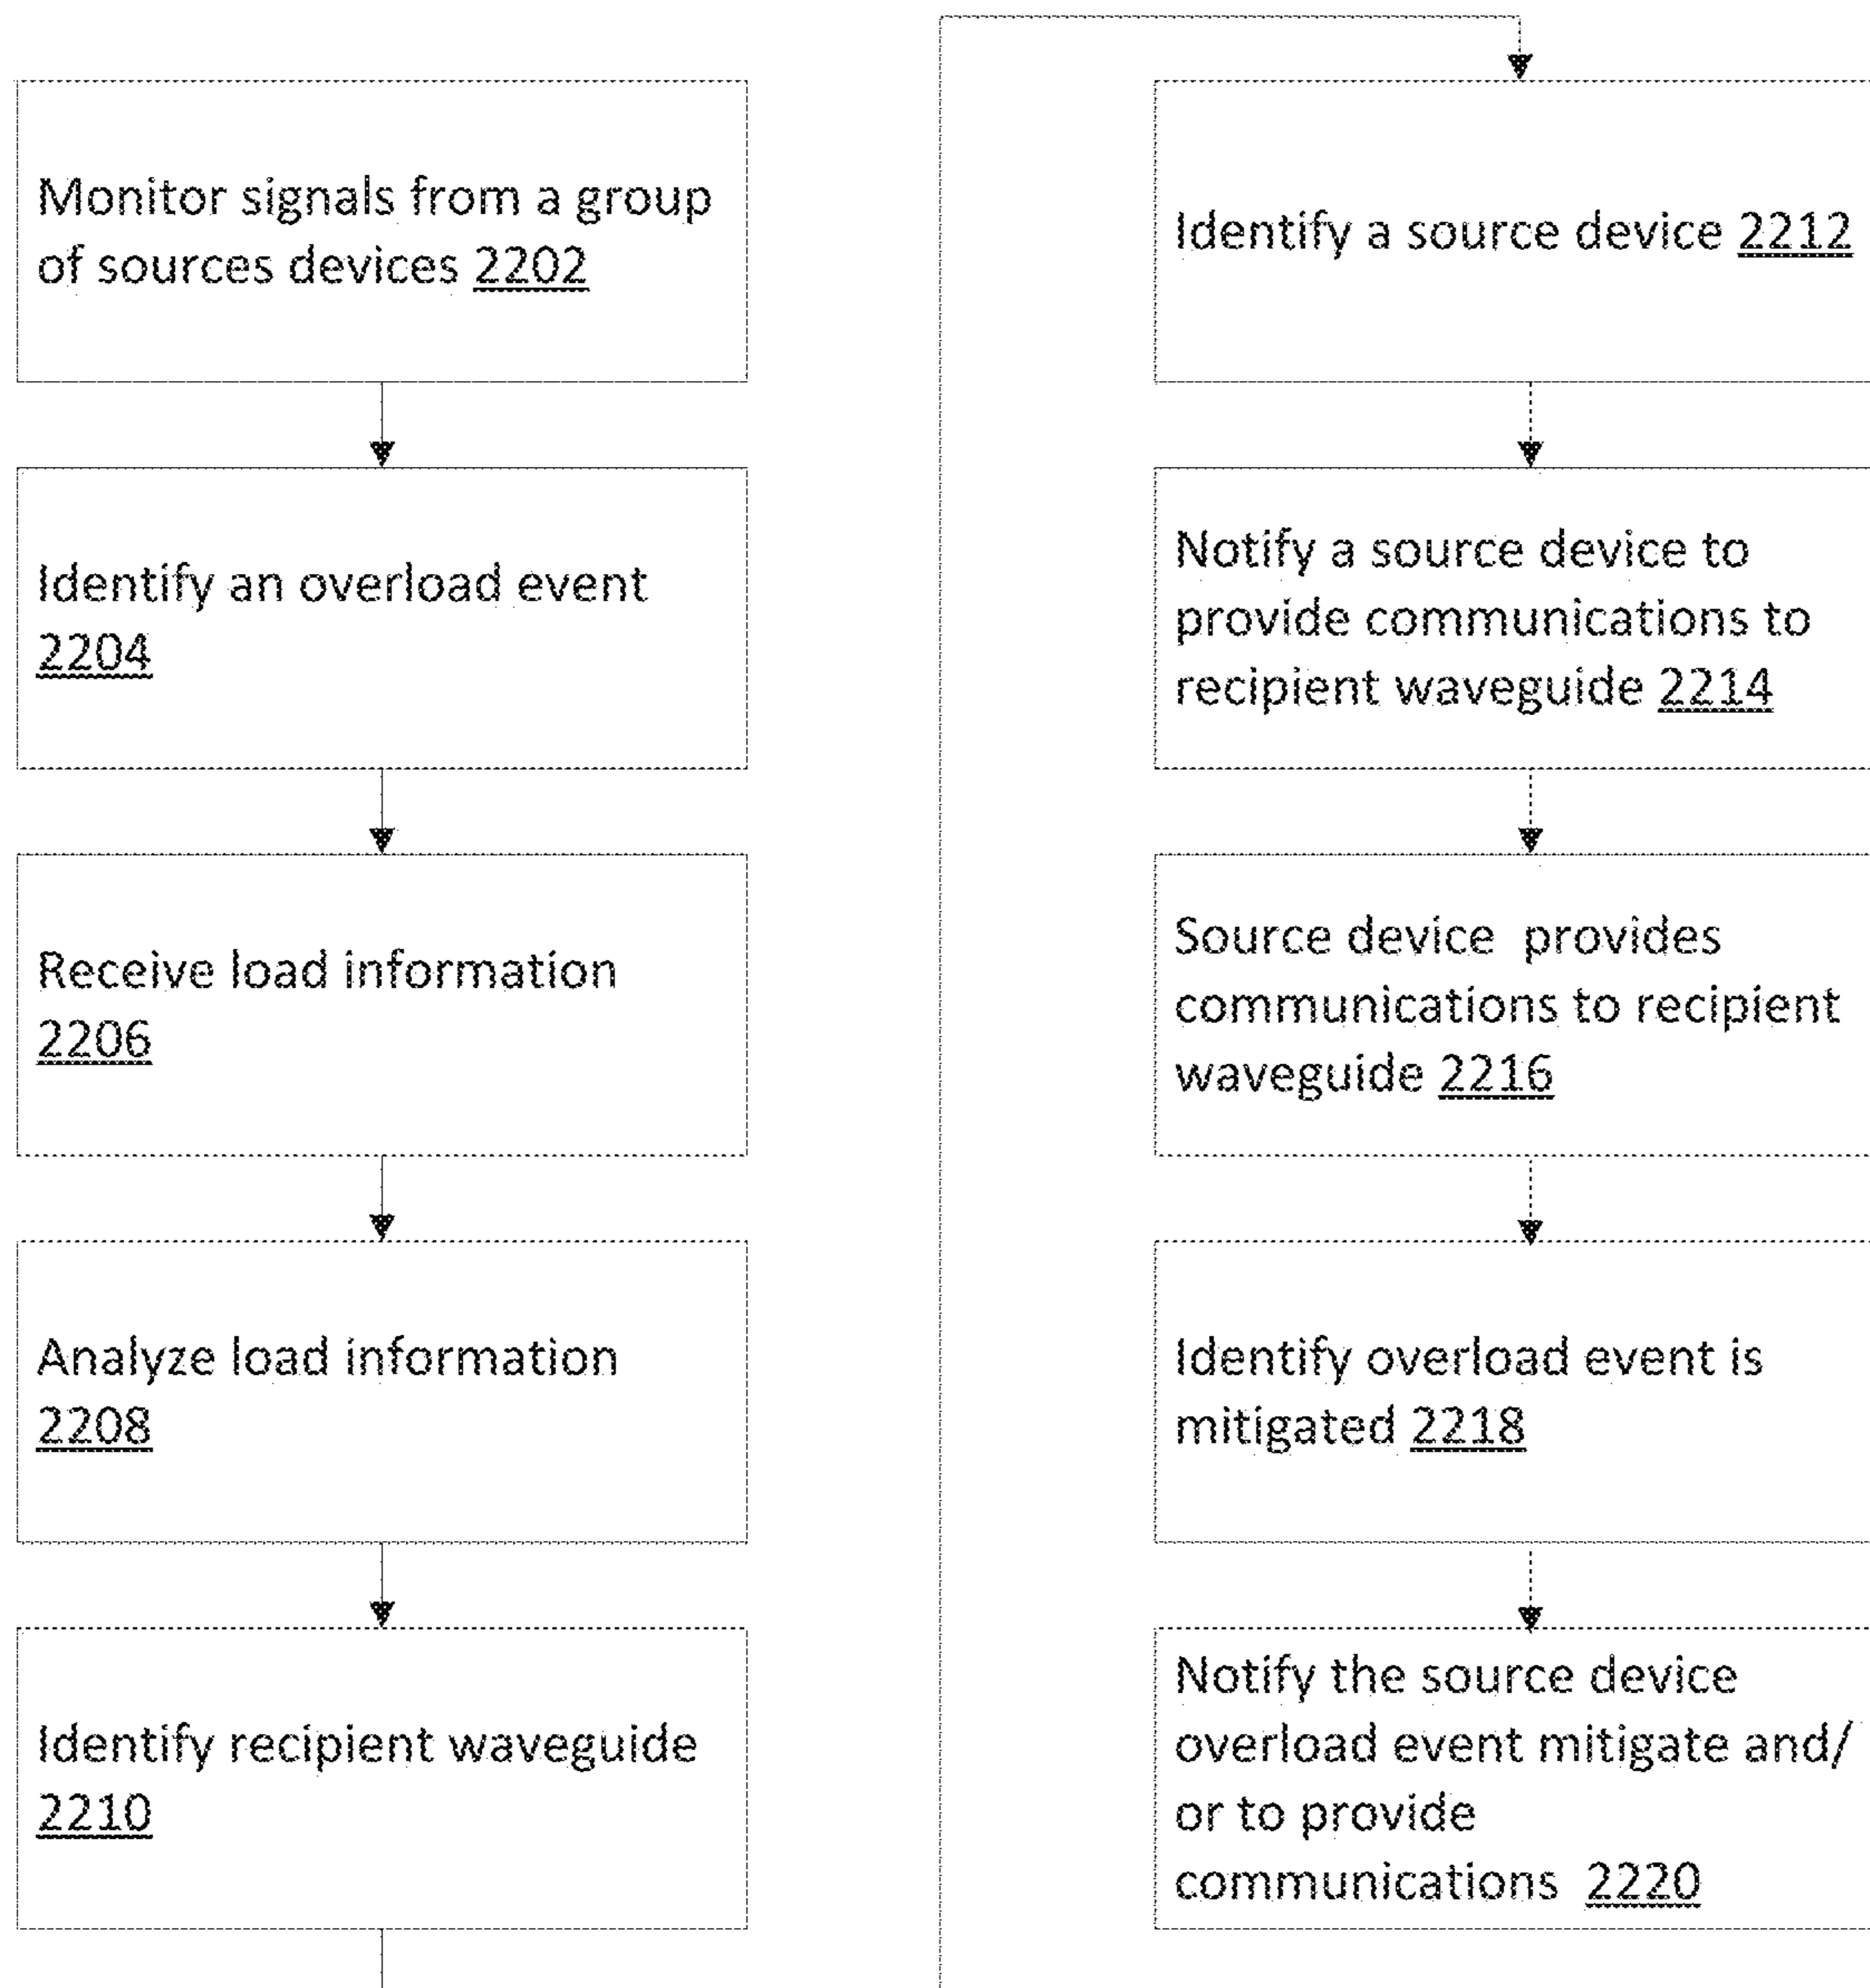 Monitor signals from a group
of sources devices 2202
Identify an overload event
2204
Receive load information
2206
Analyze load information
2208
Identify recipient waveguide
2210
Identify a source device 2212
Notify a source device to
provide communications to
recipient waveguide 2214
Source device provides
communications to recipient
waveguide 2216
Identify overload event is
mitigated 2218
Notify the source device
overload event mitigate and/
or to provide
communications 2220